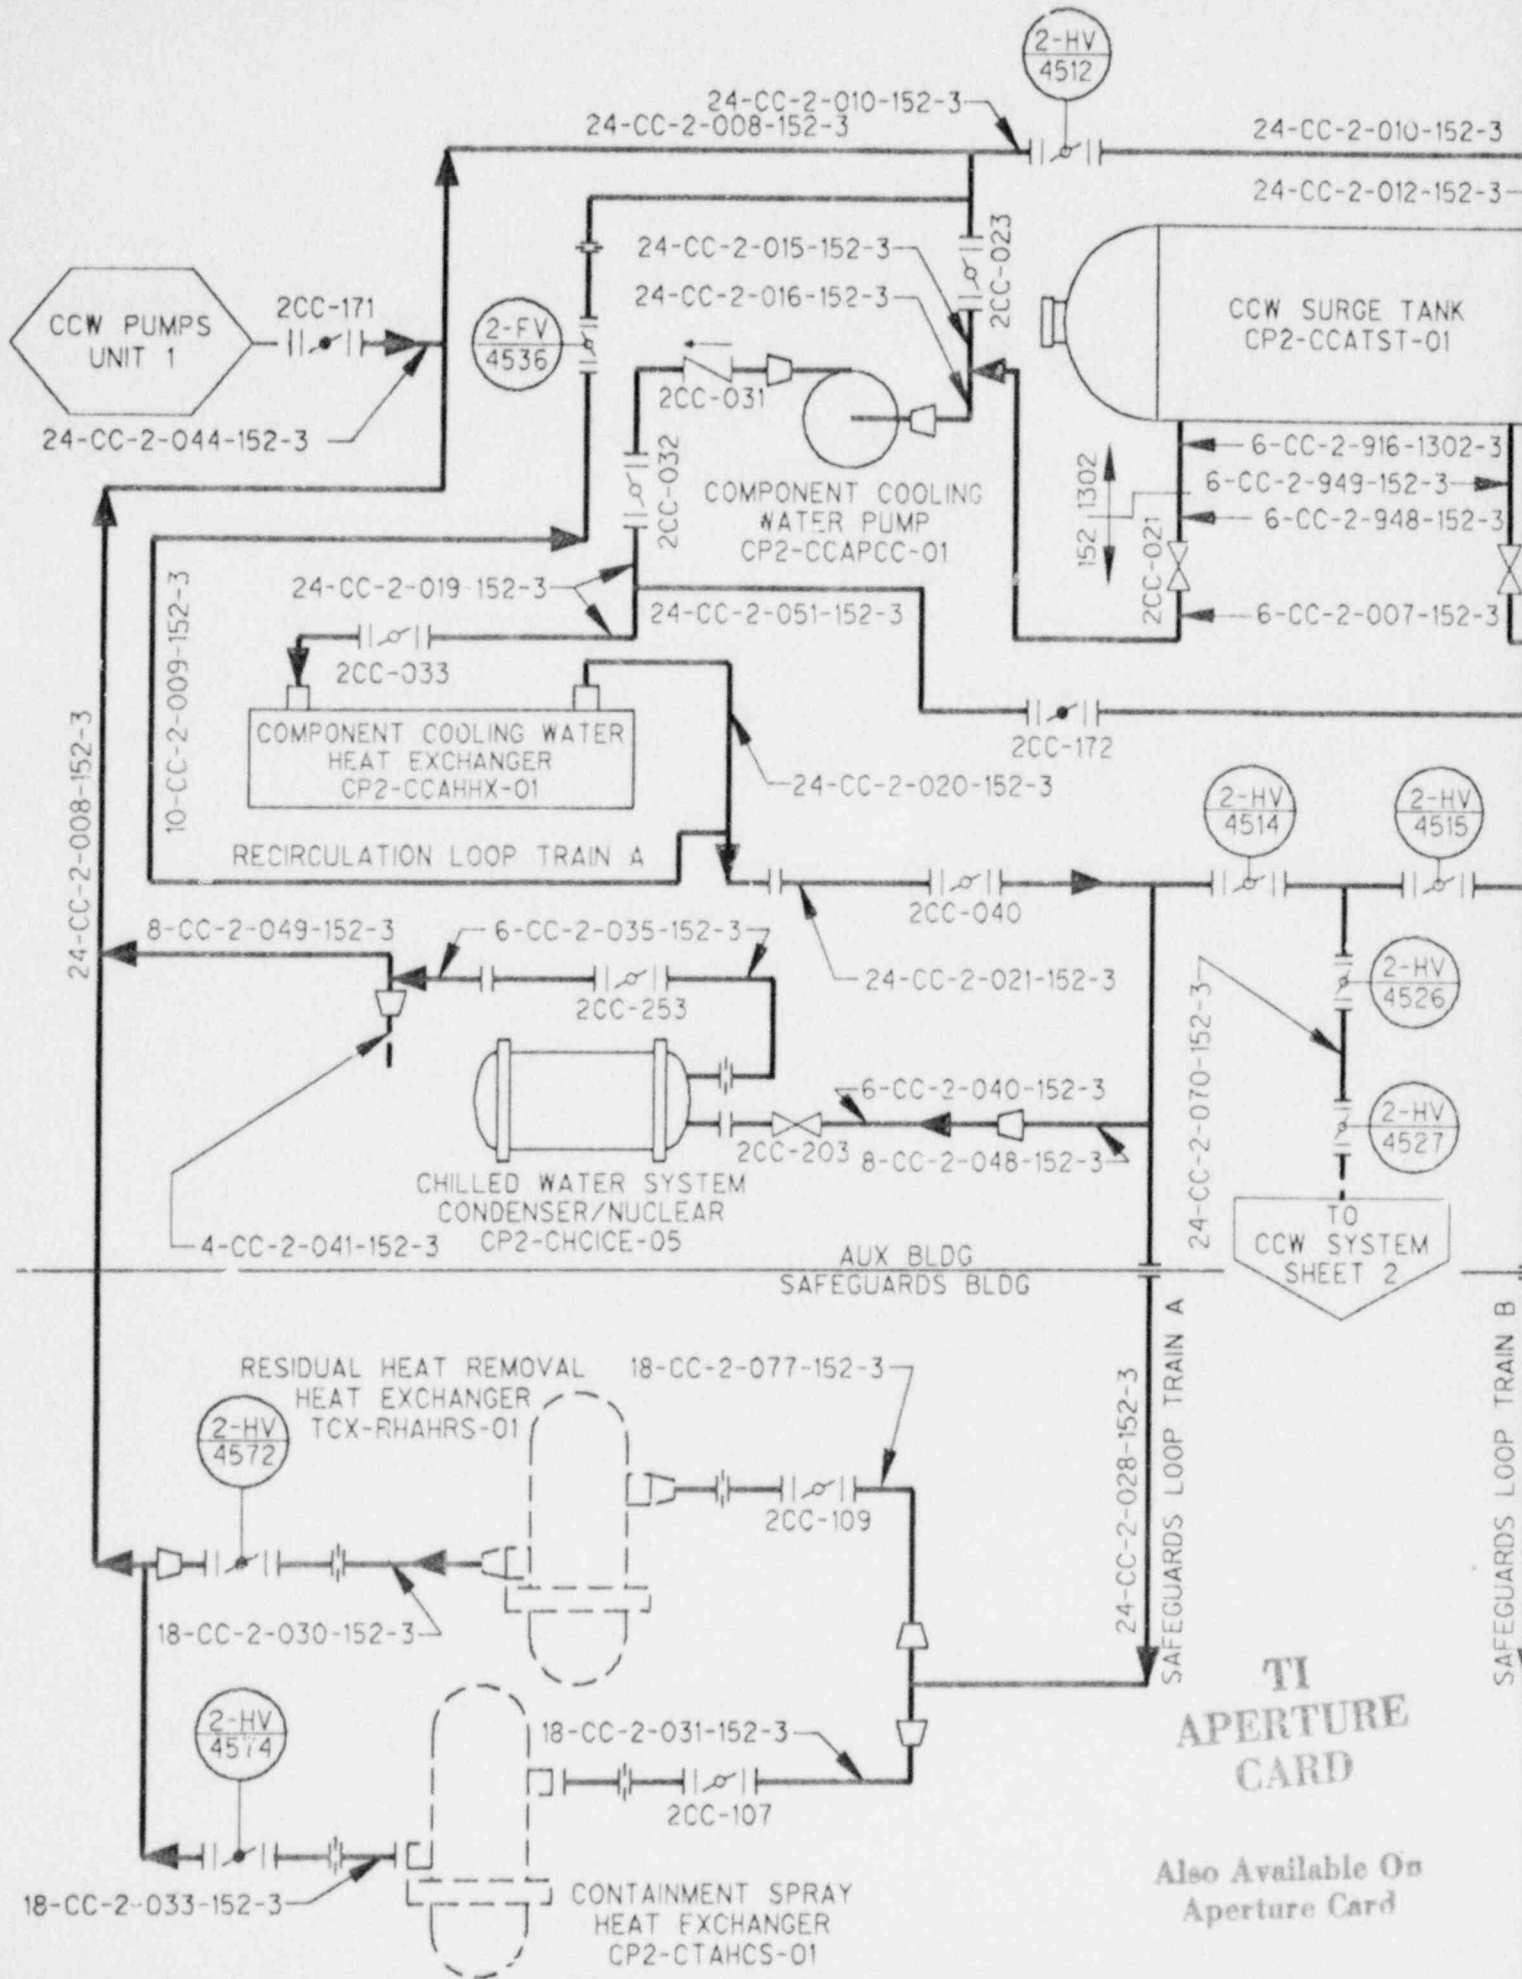 2-HV
4512
24-CC-2-010-152-3
24-CC-2-008-152-3
24-CC-2-010-152-3
24-CC-2-012-152-3
24-CC-2-015-152-3
24-CC-2-016-152-3
2CC-023
CCW PUMPS
UNIT 1
2CC-171
2-FV
4536
CCW SURGE TANK
CP2-CCATST-01
2CC-031
24-CC-2-044-152-3
2CC-032
COMPONENT COOLING
WATER PUMP
CP2-CCAPCC-01
6-CC-2-916-1302-3
6-CC-2-949-152-3
6-CC-2-948-152-3
152
1302
2CC-021
10-CC-2-009-152-3
24-CC-2-019-152-3
24-CC-2-051-152-3
6-CC-2-007-152-3
2CC-033
COMPONENT COOLING WATER
HEAT EXCHANGER
CP2-CCAHHX-01
2CC-172
24-CC-2-020-152-3
24-CC-2-008-152-3
2-HV
4514
2-HV
4515
RECIRCULATION LOOP TRAIN A
2CC-040
8-CC-2-049-152-3
6-CC-2-035-152-3
24-CC-2-021-152-3
2CC-253
24-CC-2-070-152-3
2-HV
4526
6-CC-2-040-152-3
2-HV
4527
2CC-203
8-CC-2-048-152-3
CHILLED WATER SYSTEM
CONDENSER/NUCLEAR
CP2-CHCICE-05
4-CC-2-041-152-3
AUX BLDG
SAFEGUARDS BLDG
TO
CCW SYSTEM
SHEET 2
RESIDUAL HEAT REMOVAL
HEAT EXCHANGER
TCX-RHAHRS-01
18-CC-2-077-152-3
2-HV
4572
24-CC-2-028-152-3
SAFEGUARDS LOOP TRAIN A
SAFEGUARDS LOOP TRAIN B
2CC-109
18-CC-2-030-152-3
2-HV
4574
18-CC-2-031-152-3
2CC-107
18-CC-2-033-152-3
CONTAINMENT SPRAY
HEAT EXCHANGER
CP2-CTAHCS-01
TI
APERTURE
CARD
Also Available On
Aperture Card